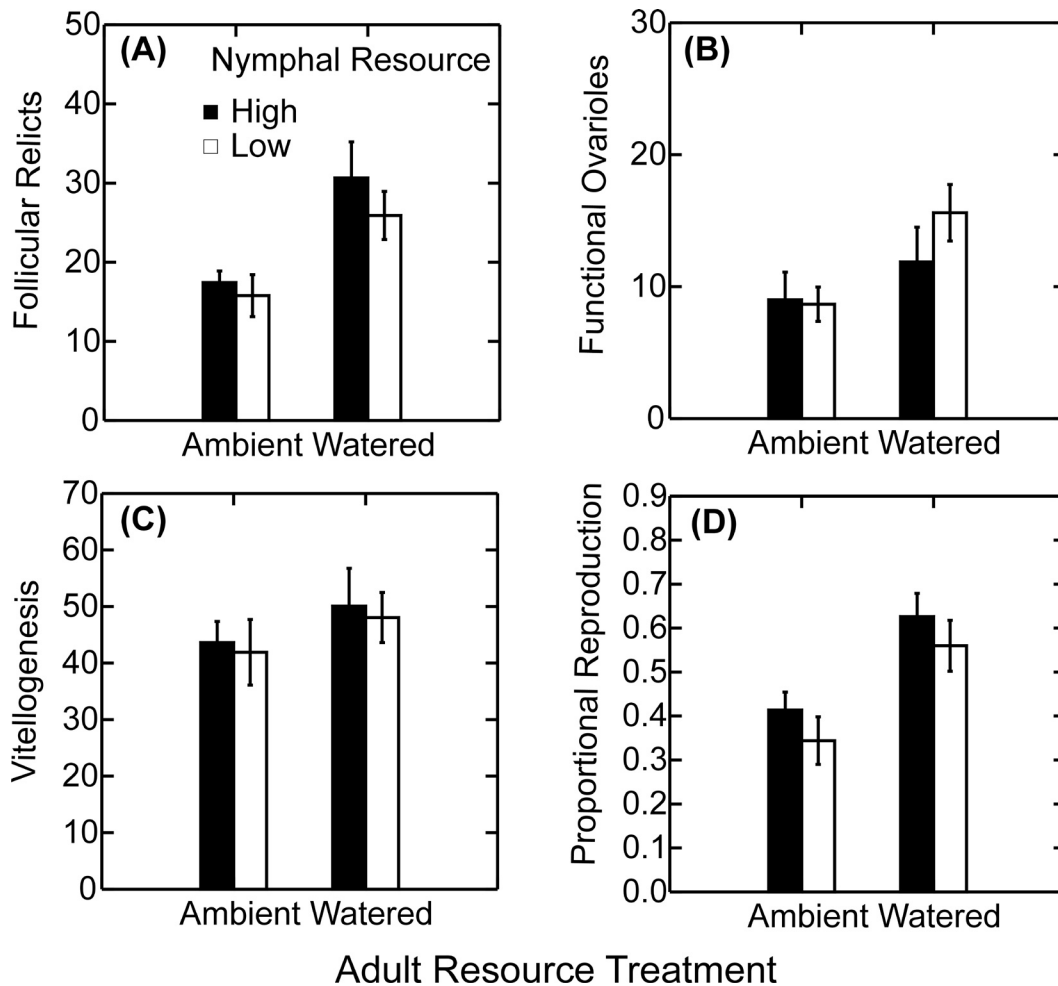 (A)
Nymphal Resource
High
Low
Follicular Relicts
50
40
30
20
10
0
Ambient Watered
(B)
Functional Ovarioles
30
20
10
0
Ambient Watered
(C)
Vitellogenesis
70
60
50
40
30
20
10
0
Ambient Watered
(D)
Proportional Reproduction
0.9
0.8
0.7
0.6
0.5
0.4
0.3
0.2
0.1
0.0
Ambient Watered
Adult Resource Treatment